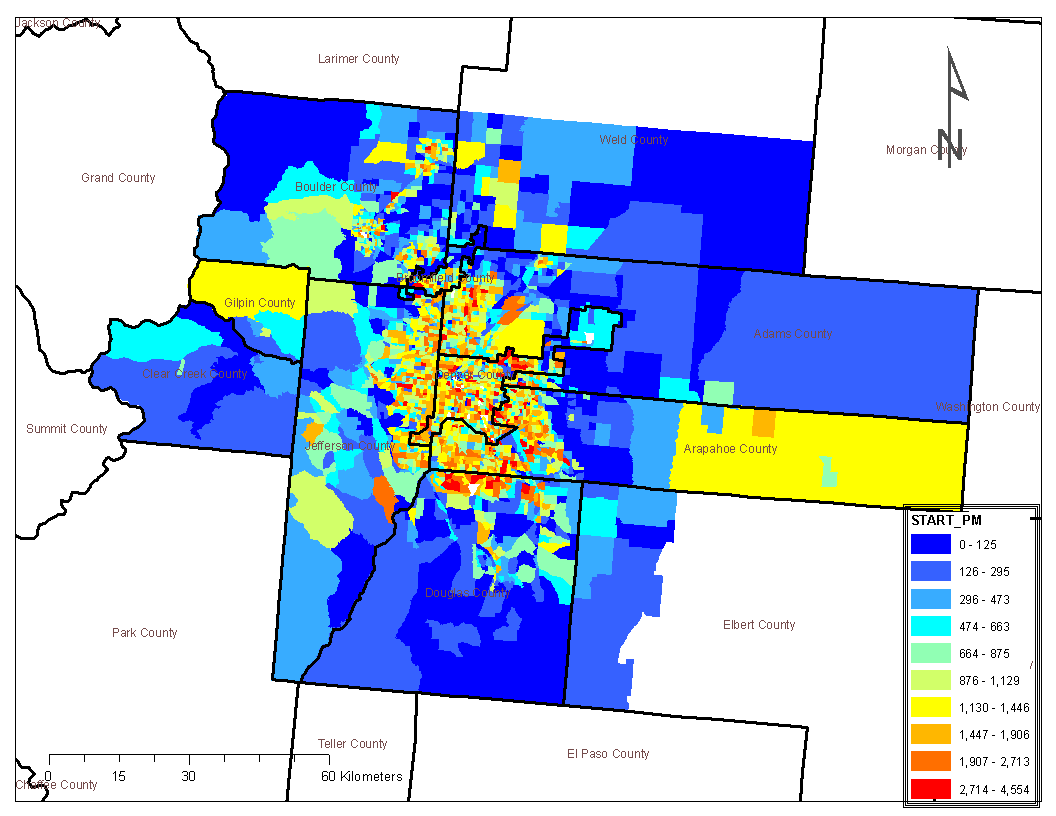 Jackson County
Larimer County
Weld County
Morgan County
N
Grand County
Boulder County
Broomfield County
Gilpin County
Adams County
Clear Creek County
Denver County
Washington County
Summit County
Jefferson County
Arapahoe County
START_PM
0 - 125
126 - 295
296 - 473
474 - 663
664 - 875
876 - 1,129
1,130 - 1,446
1,447 - 1,906
1,907 - 2,713
2,714 - 4,554
Douglas County
Elbert County
Park County
Teller County
El Paso County
0 15 30 60 Kilometers
Chaffee County